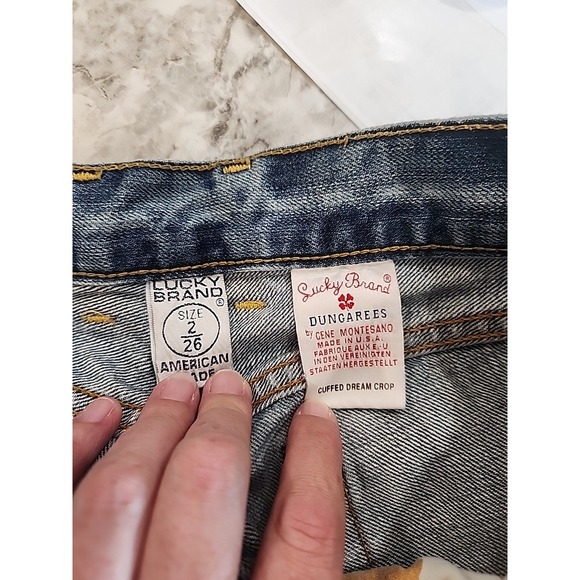 LUCKY
BRAND®
SIZE
2
26
AMERICAN
MADE
Lucky Brand®
DUNGAREES
by GENE MONTESANO
MADE IN U.S.A.
FABRIQUE AUX E.-U.
IN DEN VEREINIGTEN
STAATEN HERGESTELLT
CUFFED DREAM CROP